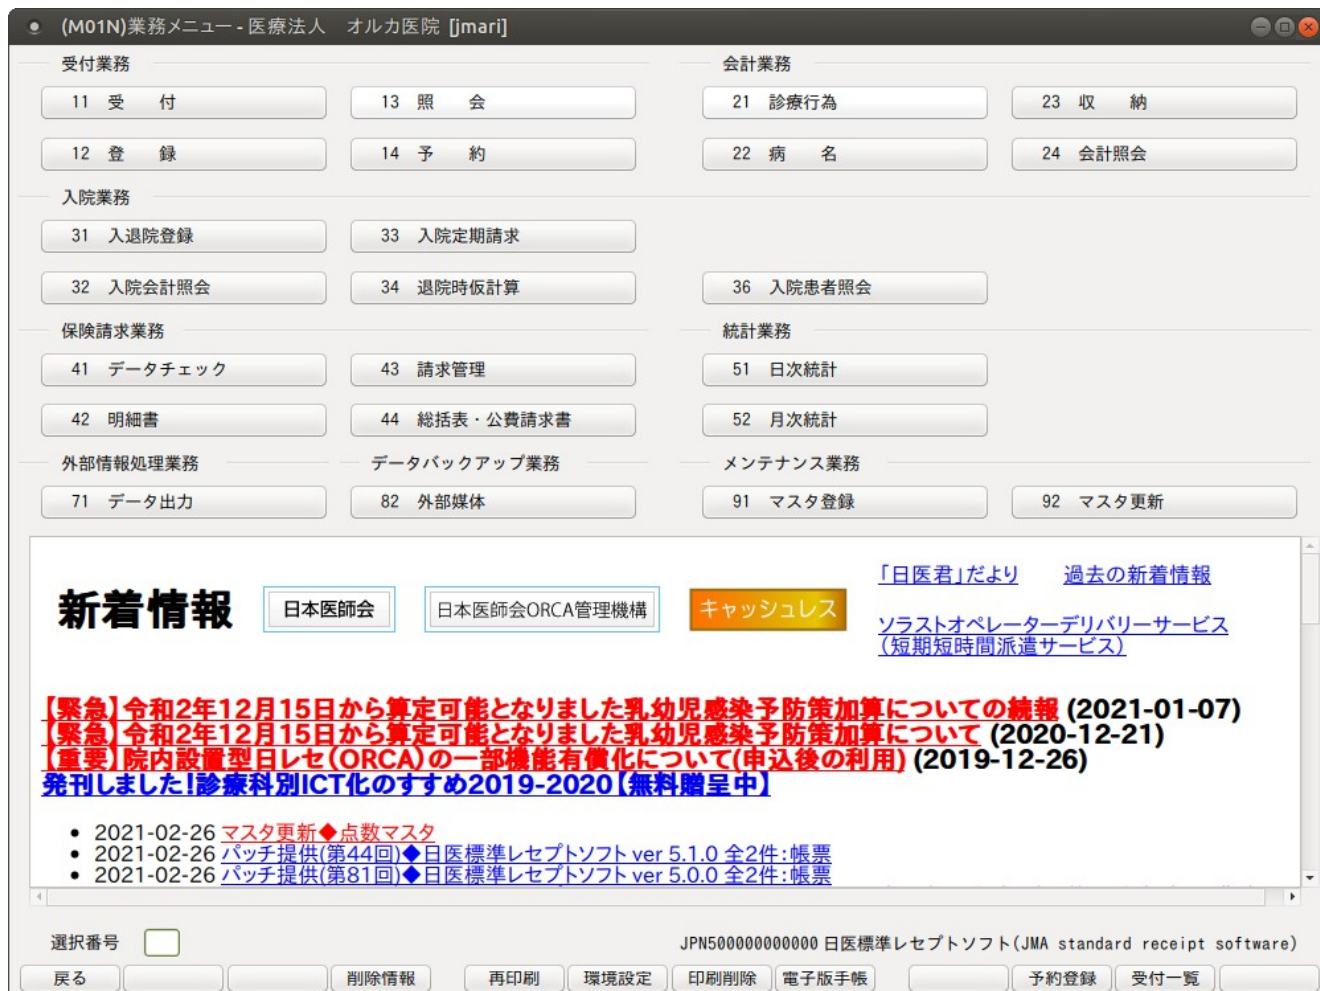 (M01N)業務メニュー - 医療法人　オルカ医院 [jmari]
受付業務　会計業務
11 受　付　13 照　会　21 診療行為　23 収　納
12 登　録　14 予　約　22 病　名　24 会計照会
入院業務
31 入退院登録　33 入院定期請求
32 入院会計照会　34 退院時仮計算　36 入院患者照会
保険請求業務　統計業務
41 データチェック　43 請求管理　51 日次統計
42 明細書　44 総括表・公費請求書　52 月次統計
外部情報処理業務　データバックアップ業務　メンテナンス業務
71 データ出力　82 外部媒体　91 マスタ登録　92 マスタ更新
「日医君」だより　過去の新着情報
新着情報　日本医師会　日本医師会ORCA管理機構　キャッシュレス
ソラストオペレーターデリバリーサービス
（短期短時間派遣サービス）
【緊急】令和2年12月15日から算定可能となりました乳幼児感染予防策加算についての続報 (2021-01-07)
【緊急】令和2年12月15日から算定可能となりました乳幼児感染予防策加算について (2020-12-21)
【重要】院内設置型日レセ（ORCA）の一部機能有償化について(申込後の利用) (2019-12-26)
発刊しました！診療科別ICT化のすすめ2019-2020【無料贈呈中】
• 2021-02-26 マスタ更新◆点数マスタ
• 2021-02-26 パッチ提供(第44回)◆日医標準レセプトソフト ver 5.1.0 全2件：帳票
• 2021-02-26 パッチ提供(第81回)◆日医標準レセプトソフト ver 5.0.0 全2件：帳票
選択番号　JPN500000000000 日医標準レセプトソフト(JMA standard receipt software)
戻る　削除情報　再印刷　環境設定　印刷削除　電子版手帳　予約登録　受付一覧